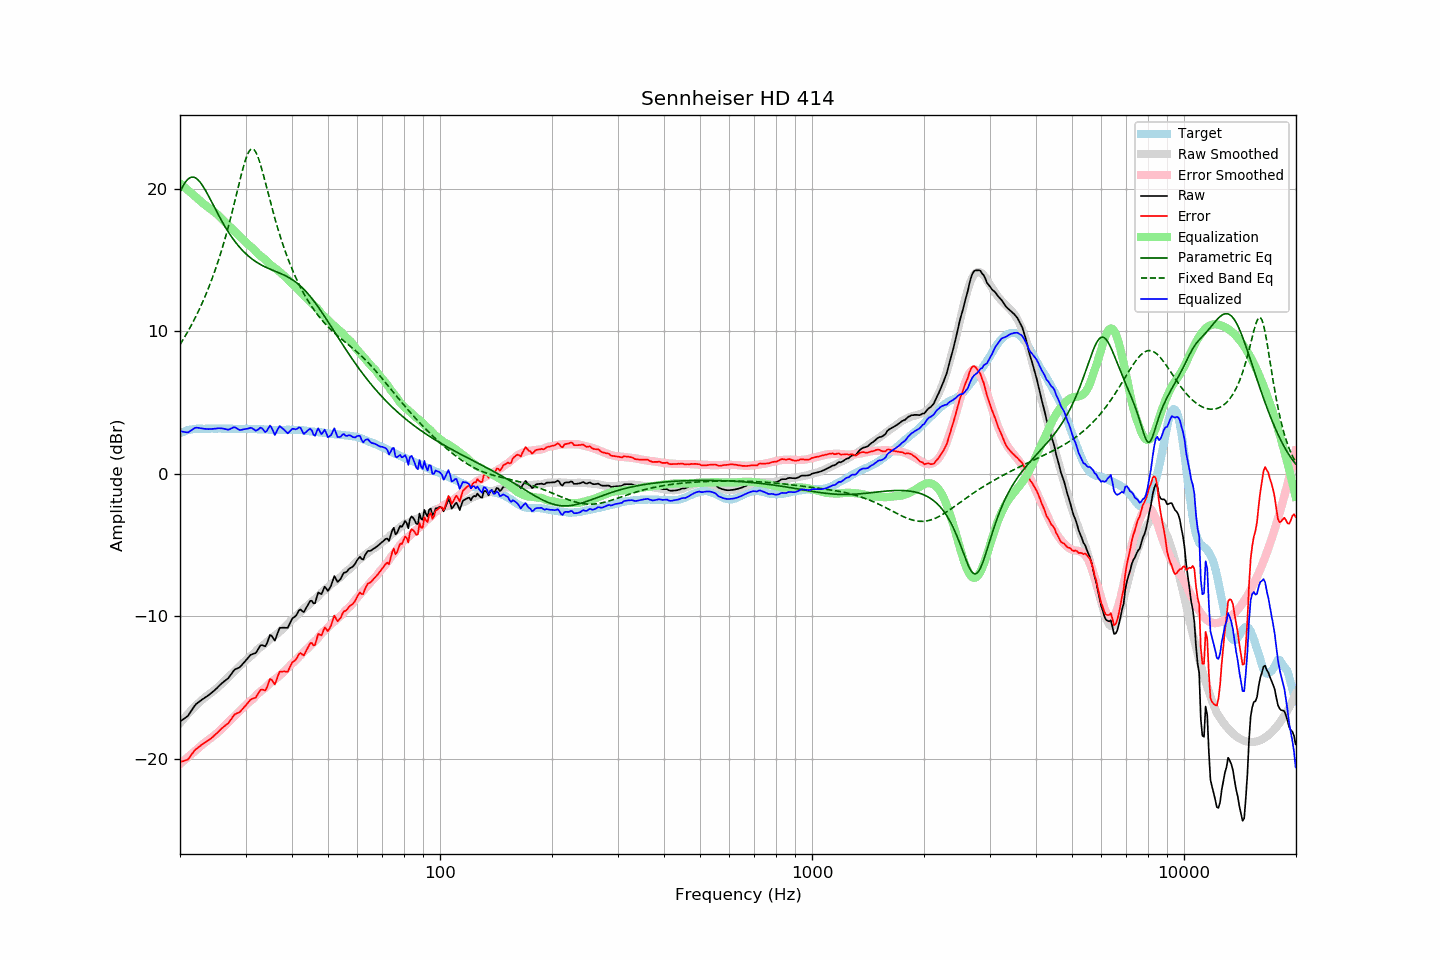 Sennheiser HD 414
Target
Raw Smoothed
Error Smoothed
Raw
Error
Equalization
Parametric Eq
Fixed Band Eq
Equalized
Amplitude (dBr)
20
10
0
−10
−20
100
1000
10000
Frequency (Hz)